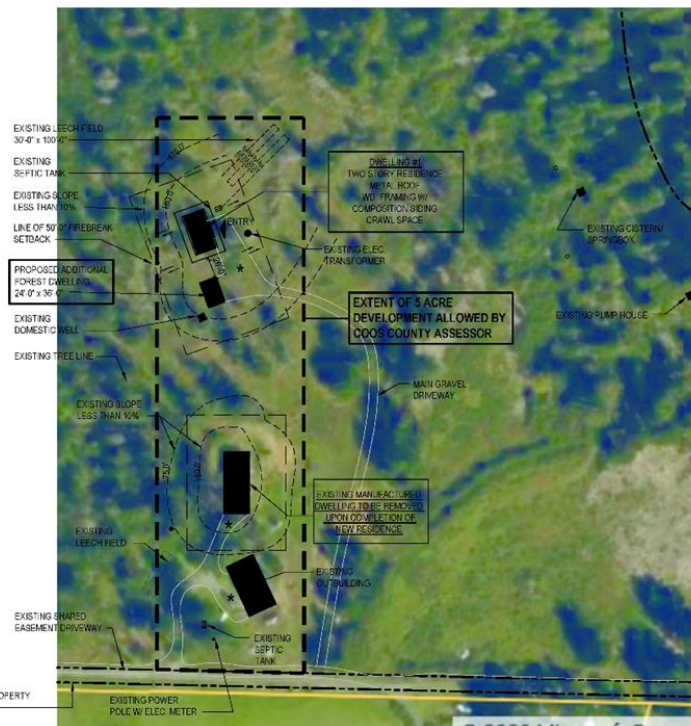 EXISTING LEECH FIELD
30'-0" x 100'-0"
EXISTING
SEPTIC TANK
EXISTING SLOPE
LESS THAN 10%
LINE OF 50'-0" FIREBREAK
SETBACK
PROPOSED ADDITIONAL
FOREST DWELLING
24'-0" x 36'-0"
EXISTING
DOMESTIC WELL
EXISTING TREE LINE
ENTRY
DWELLING #1
TWO STORY RESIDENCE
METAL ROOF
WD. FRAMING W/
COMPOSITION SIDING
CRAWL SPACE
EXISTING ELEC.
TRANSFORMER
EXISTING CISTERN/
SPRINGBOX
EXISTING PUMP HOUSE
EXTENT OF 5 ACRE
DEVELOPMENT ALLOWED BY
COOS COUNTY ASSESSOR
MAIN GRAVEL
DRIVEWAY
EXISTING SLOPE
LESS THAN 10%
EXISTING MANUFACTURED
DWELLING TO BE REMOVED
UPON COMPLETION OF
NEW RESIDENCE
EXISTING
LEECH FIELD
EXISTING
OUTBUILDING
EXISTING SHARED
EASEMENT DRIVEWAY
EXISTING
SEPTIC
TANK
EXISTING POWER
POLE W/ ELEC. METER